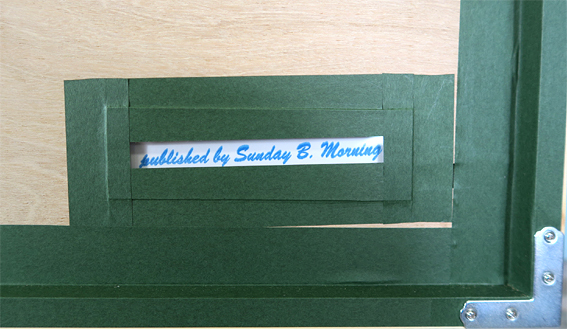 published by Sunday B. Morning